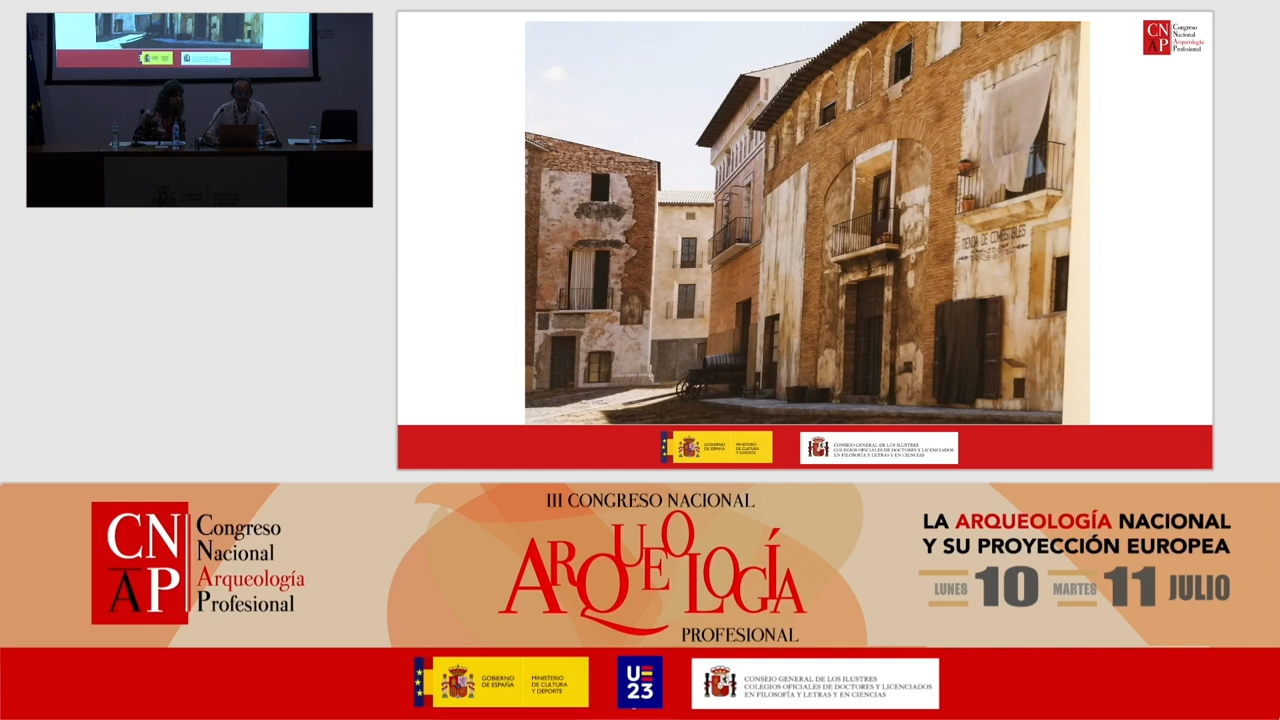 CN
AP
Congreso
Nacional
Arqueología
Profesional
TIENDA DE COMESTIBLES
GOBIERNO
DE ESPAÑA
MINISTERIO
DE CULTURA
Y DEPORTE
CONSEJO GENERAL DE LOS ILUSTRES
COLEGIOS OFICIALES DE DOCTORES Y LICENCIADOS
EN FILOSOFÍA Y LETRAS Y EN CIENCIAS
CN
AP
Congreso
Nacional
Arqueología
Profesional
III CONGRESO NACIONAL
ARQUEOLOGÍA
PROFESIONAL
LA ARQUEOLOGÍA NACIONAL
Y SU PROYECCIÓN EUROPEA
LUNES 10 MARTES 11 JULIO
GOBIERNO
DE ESPAÑA
MINISTERIO
DE CULTURA
Y DEPORTE
UE
23
CONSEJO GENERAL DE LOS ILUSTRES
COLEGIOS OFICIALES DE DOCTORES Y LICENCIADOS
EN FILOSOFÍA Y LETRAS Y EN CIENCIAS